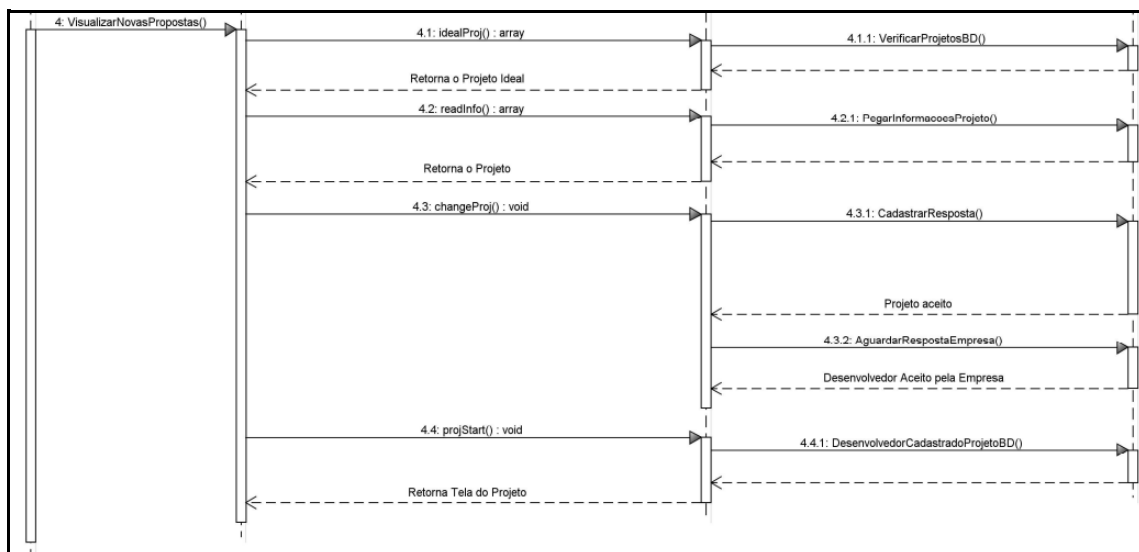 4: VisualizarNovasPropostas()
4.1: idealProj() : array
4.1.1: VerificarProjetosBD()
Retorna o Projeto Ideal
4.2: readInfo() : array
4.2.1: PegarInformacoesProjeto()
Retorna o Projeto
4.3: changeProj() : void
4.3.1: CadastrarResposta()
Projeto aceito
4.3.2: AguardarRespostaEmpresa()
Desenvolvedor Aceito pela Empresa
4.4: projStart() : void
4.4.1: DesenvolvedorCadastradoProjetoBD()
Retorna Tela do Projeto